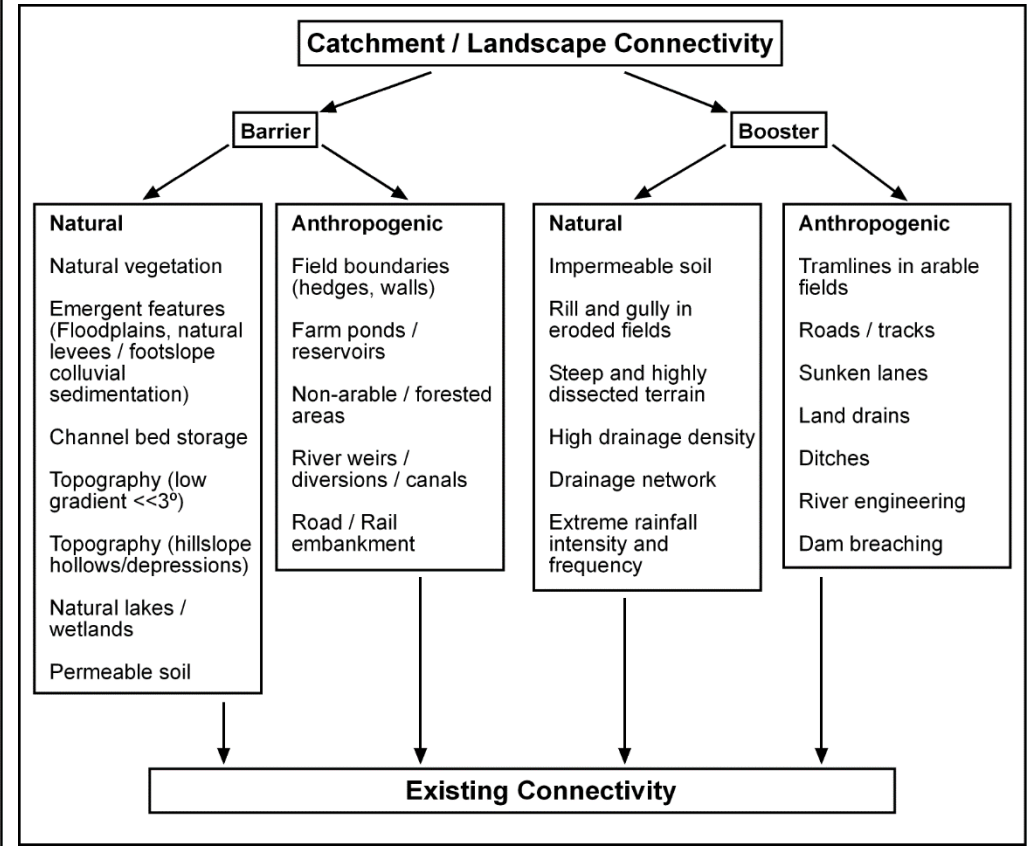 Catchment / Landscape Connectivity
Barrier
Booster
Natural
Natural vegetation
Emergent features
(Floodplains, natural
levees / footslope
colluvial
sedimentation)
Channel bed storage
Topography (low
gradient <<3º)
Topography (hillslope
hollows/depressions)
Natural lakes /
wetlands
Permeable soil
Anthropogenic
Field boundaries
(hedges, walls)
Farm ponds /
reservoirs
Non-arable / forested
areas
River weirs /
diversions / canals
Road / Rail
embankment
Natural
Impermeable soil
Rill and gully in
eroded fields
Steep and highly
dissected terrain
High drainage density
Drainage network
Extreme rainfall
intensity and
frequency
Anthropogenic
Tramlines in arable
fields
Roads / tracks
Sunken lanes
Land drains
Ditches
River engineering
Dam breaching
Existing Connectivity